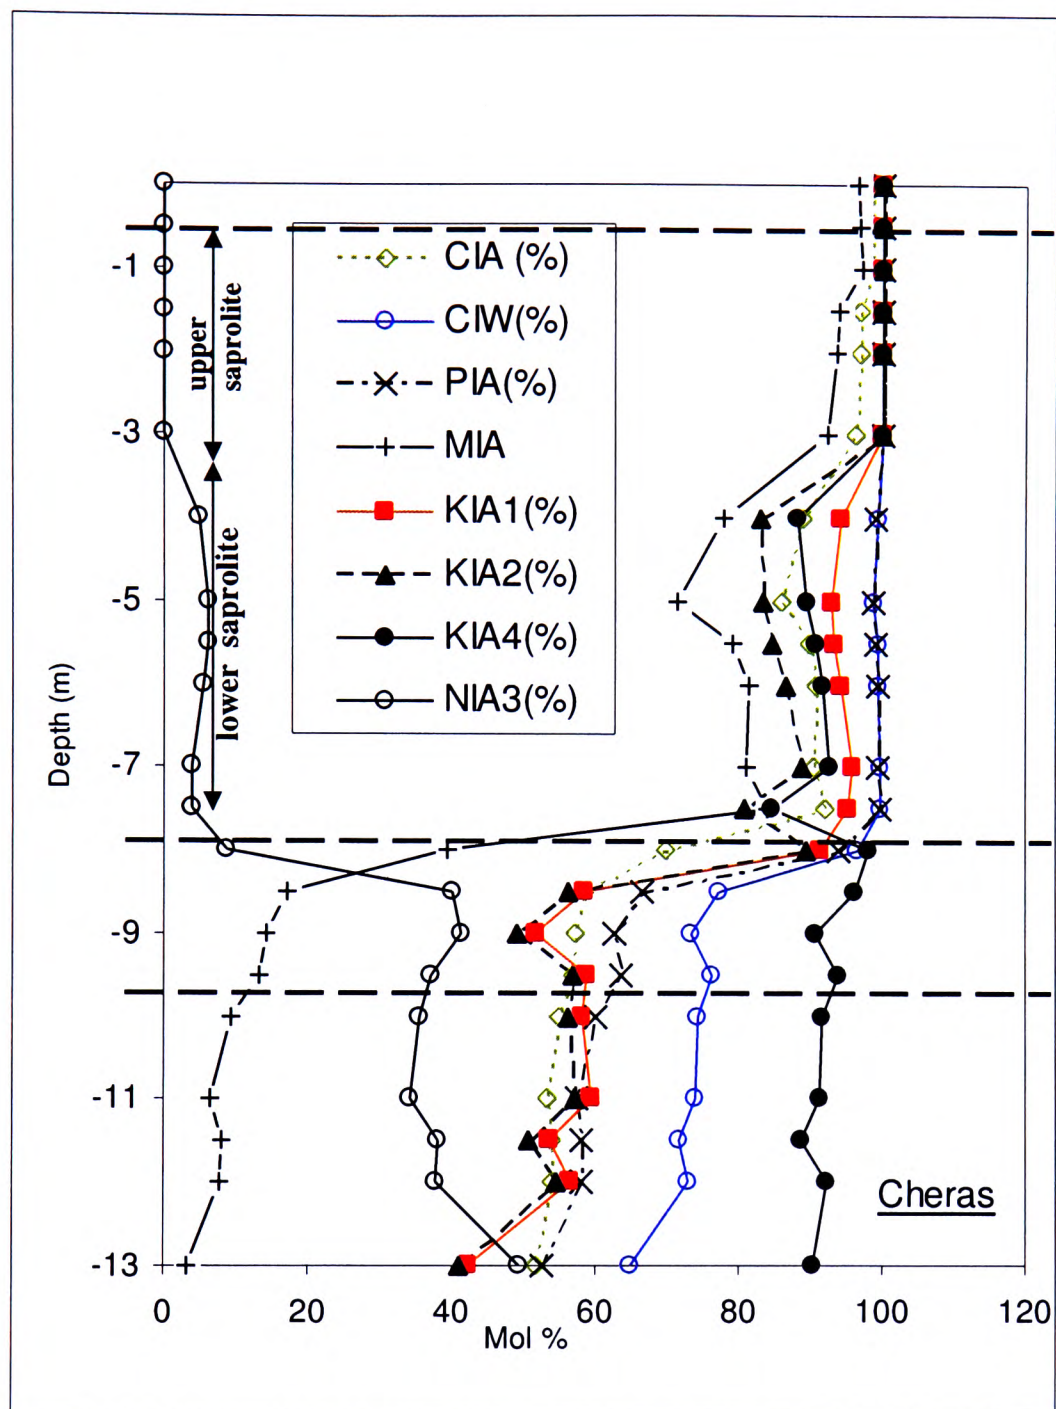 CIA (%)
CIW(%)
PIA(%)
MIA
KIA1(%)
KIA2(%)
KIA4(%)
NIA3(%)
upper
saprolite
lower saprolite
-1
-3
-5
-7
-9
-11
-13
Depth (m)
Cheras
0 20 40 60 80 100 120
Mol %